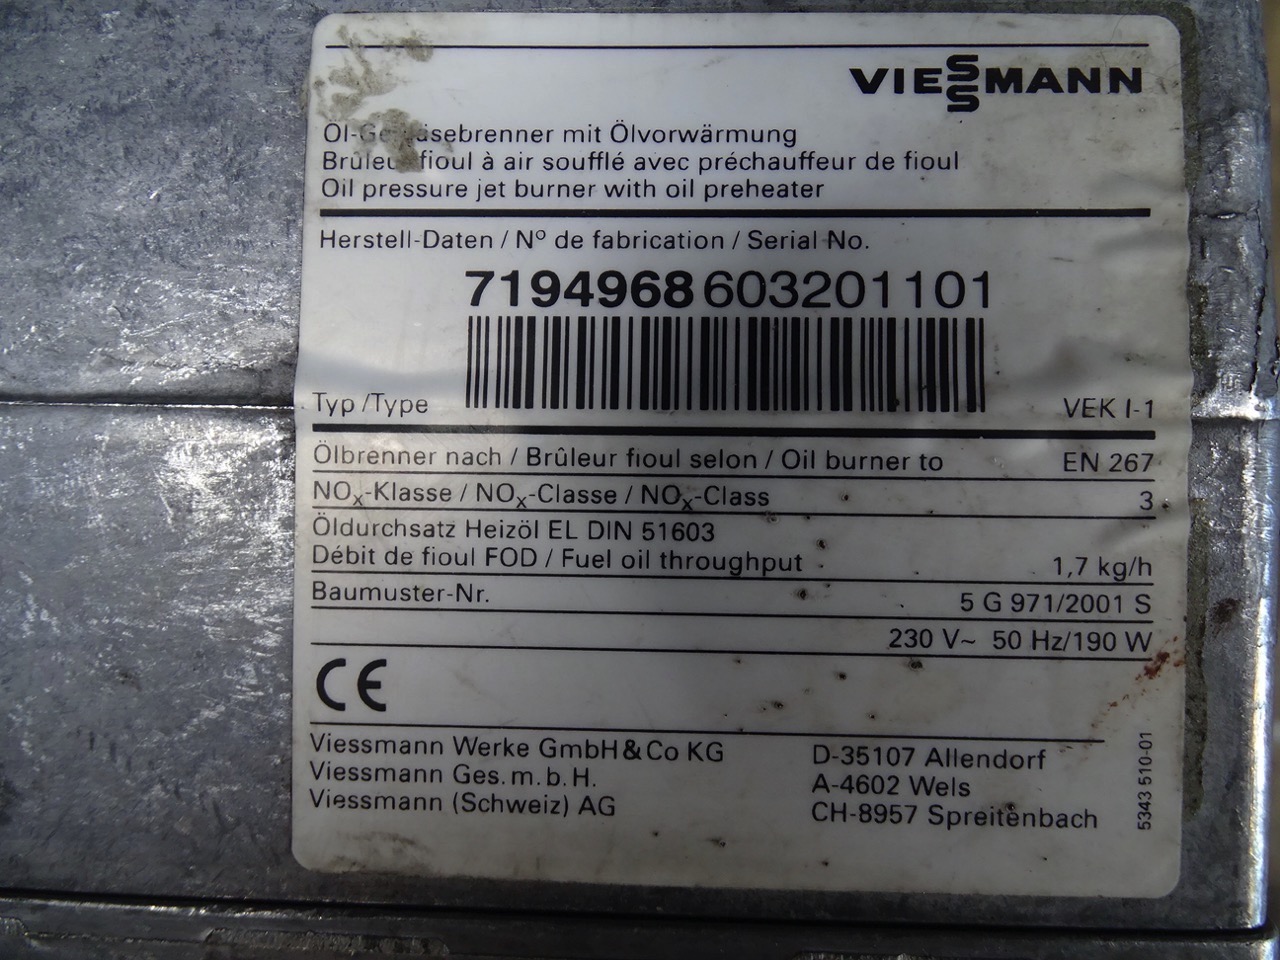 VIESSMANN
Öl-Gebläsebrenner mit Ölvorwärmung
Brûleur fioul à air soufflé avec préchauffeur de fioul
Oil pressure jet burner with oil preheater
Herstell-Daten / Nº de fabrication / Serial No.
7194968603201101
Typ /Type VEK I-1
Ölbrenner nach / Brûleur fioul selon / Oil burner to EN 267
NOx-Klasse / NOx-Classe / NOx-Class 3
Öldurchsatz Heizöl EL DIN 51603
Débit de fioul FOD / Fuel oil throughput 1,7 kg/h
Baumuster-Nr. 5 G 971/2001 S
230 V~ 50 Hz/190 W
CE
Viessmann Werke GmbH & Co KG D-35107 Allendorf
Viessmann Ges.m.b.H. A-4602 Wels
Viessmann (Schweiz) AG CH-8957 Spreitenbach
5343 510-01